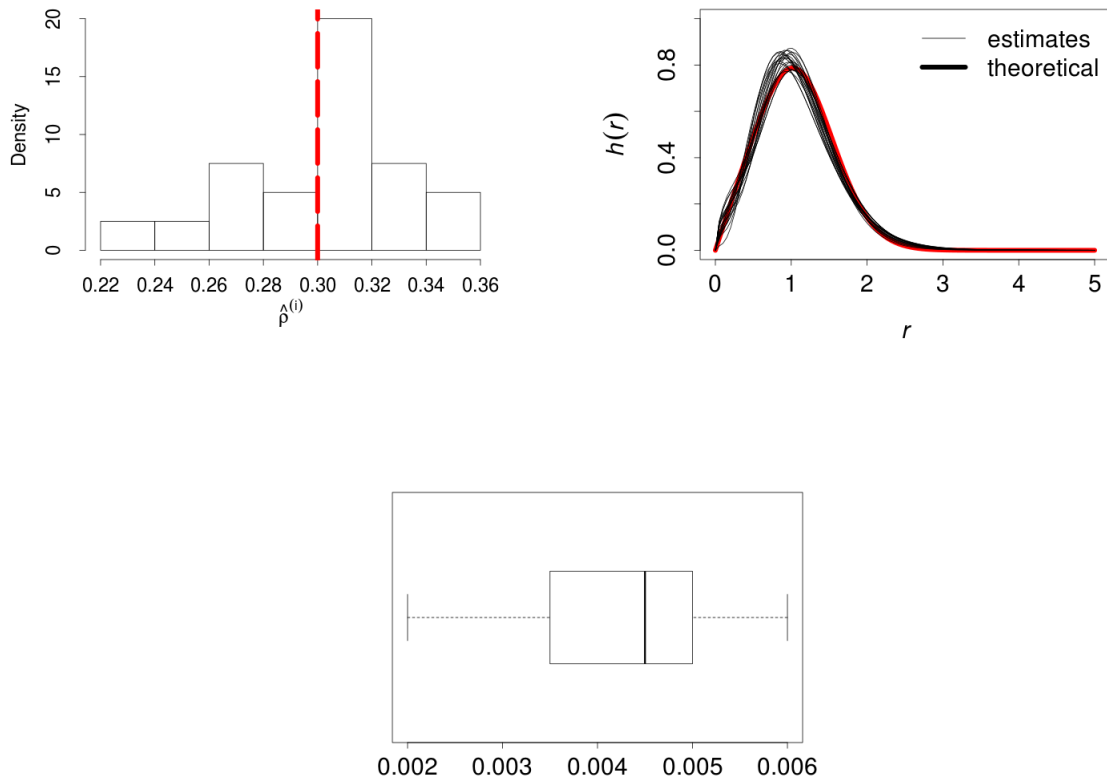 Density
0 5 10 15 20
0.22 0.24 0.26 0.28 0.30 0.32 0.34 0.36
ρ̂⁽ⁱ⁾
h(r)
0.0 0.4 0.8
estimates
theoretical
0 1 2 3 4 5
r
0.002 0.003 0.004 0.005 0.006